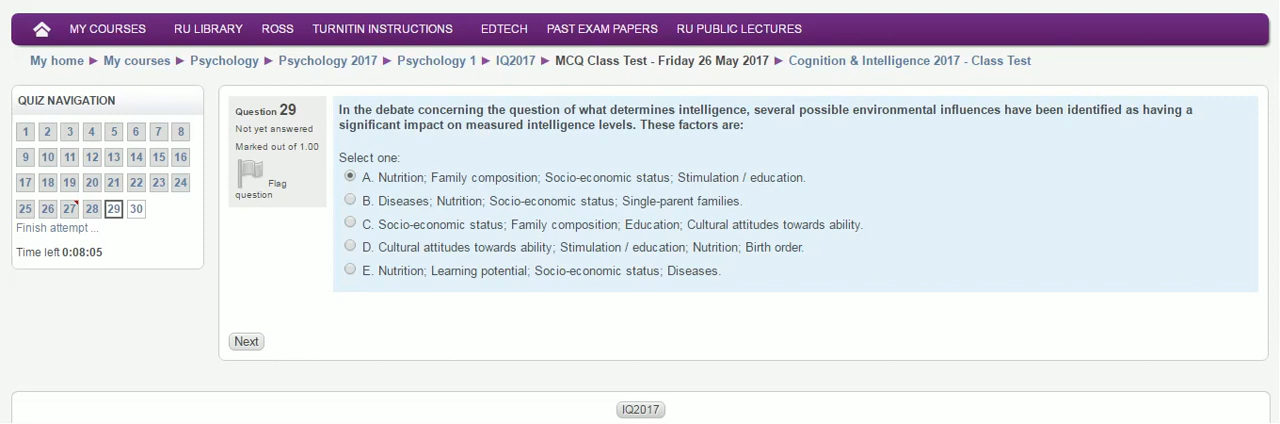 MY COURSES RU LIBRARY ROSS TURNITIN INSTRUCTIONS EDTECH PAST EXAM PAPERS RU PUBLIC LECTURES
My home ► My courses ► Psychology ► Psychology 2017 ► Psychology 1 ► IQ2017 ► MCQ Class Test - Friday 26 May 2017 ► Cognition & Intelligence 2017 - Class Test
QUIZ NAVIGATION
1 2 3 4 5 6 7 8
9 10 11 12 13 14 15 16
17 18 19 20 21 22 23 24
25 26 27 28 29 30
Finish attempt ...
Time left 0:08:05
Question 29
Not yet answered
Marked out of 1.00
Flag
question
In the debate concerning the question of what determines intelligence, several possible environmental influences have been identified as having a
significant impact on measured intelligence levels. These factors are:
Select one:
A. Nutrition; Family composition; Socio-economic status; Stimulation / education.
B. Diseases; Nutrition; Socio-economic status; Single-parent families.
C. Socio-economic status; Family composition; Education; Cultural attitudes towards ability.
D. Cultural attitudes towards ability; Stimulation / education; Nutrition; Birth order.
E. Nutrition; Learning potential; Socio-economic status; Diseases.
Next
IQ2017